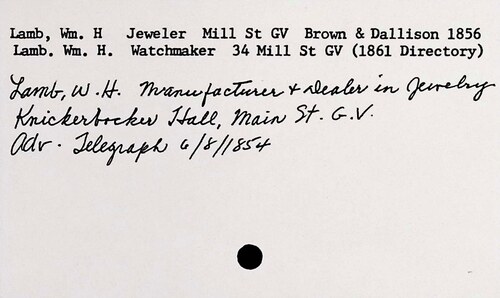 Lamb, Wm. H Jeweler Mill St GV Brown & Dallison 1856
Lamb. Wm. H. Watchmaker 34 Mill St GV (1861 Directory)
Lamb, W. H. Manufacturer + Dealer in Jewelry
Knickerbocker Hall, Main St. G.V.
Adv. Telegraph 6/8/1854